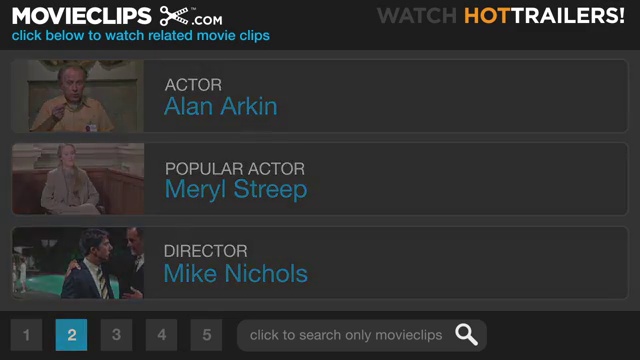 MOVIECLIPS .COM
click below to watch related movie clips
WATCH HOTTRAILERS!
ACTOR
Alan Arkin
POPULAR ACTOR
Meryl Streep
DIRECTOR
Mike Nichols
1 2 3 4 5 click to search only movieclips